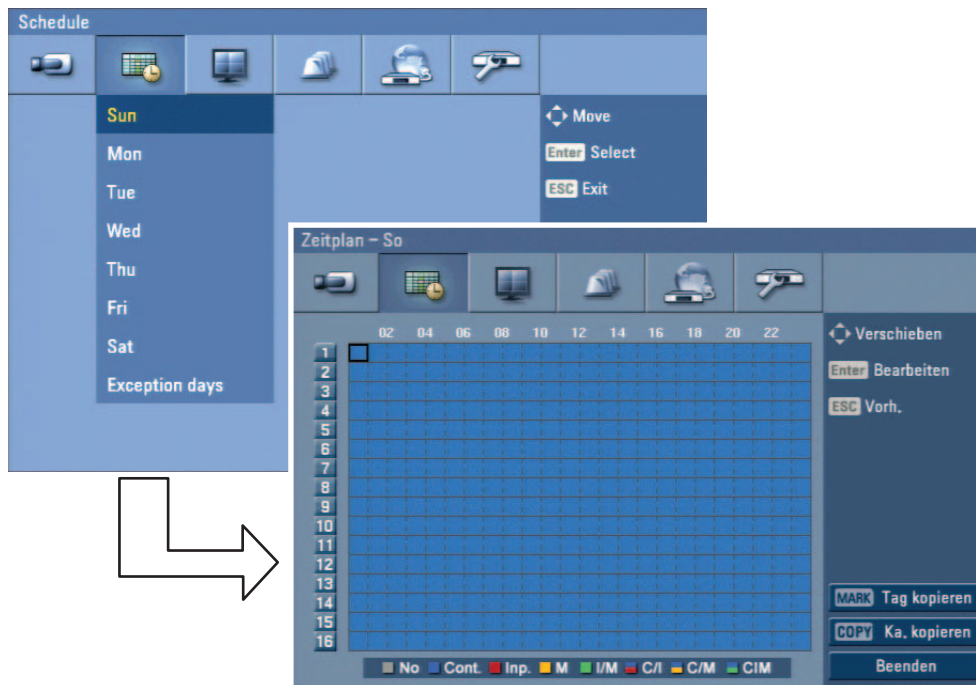 Schedule
Sun
Mon
Tue
Wed
Thu
Fri
Sat
Exception days
Move
Enter Select
ESC Exit
Zeitplan – So
02 04 06 08 10 12 14 16 18 20 22
1
2
3
4
5
6
7
8
9
10
11
12
13
14
15
16
No Cont. Inp. M I/M C/I C/M CIM
Verschieben
Enter Bearbeiten
ESC Vorh.
MARK Tag kopieren
COPY Ka. kopieren
Beenden